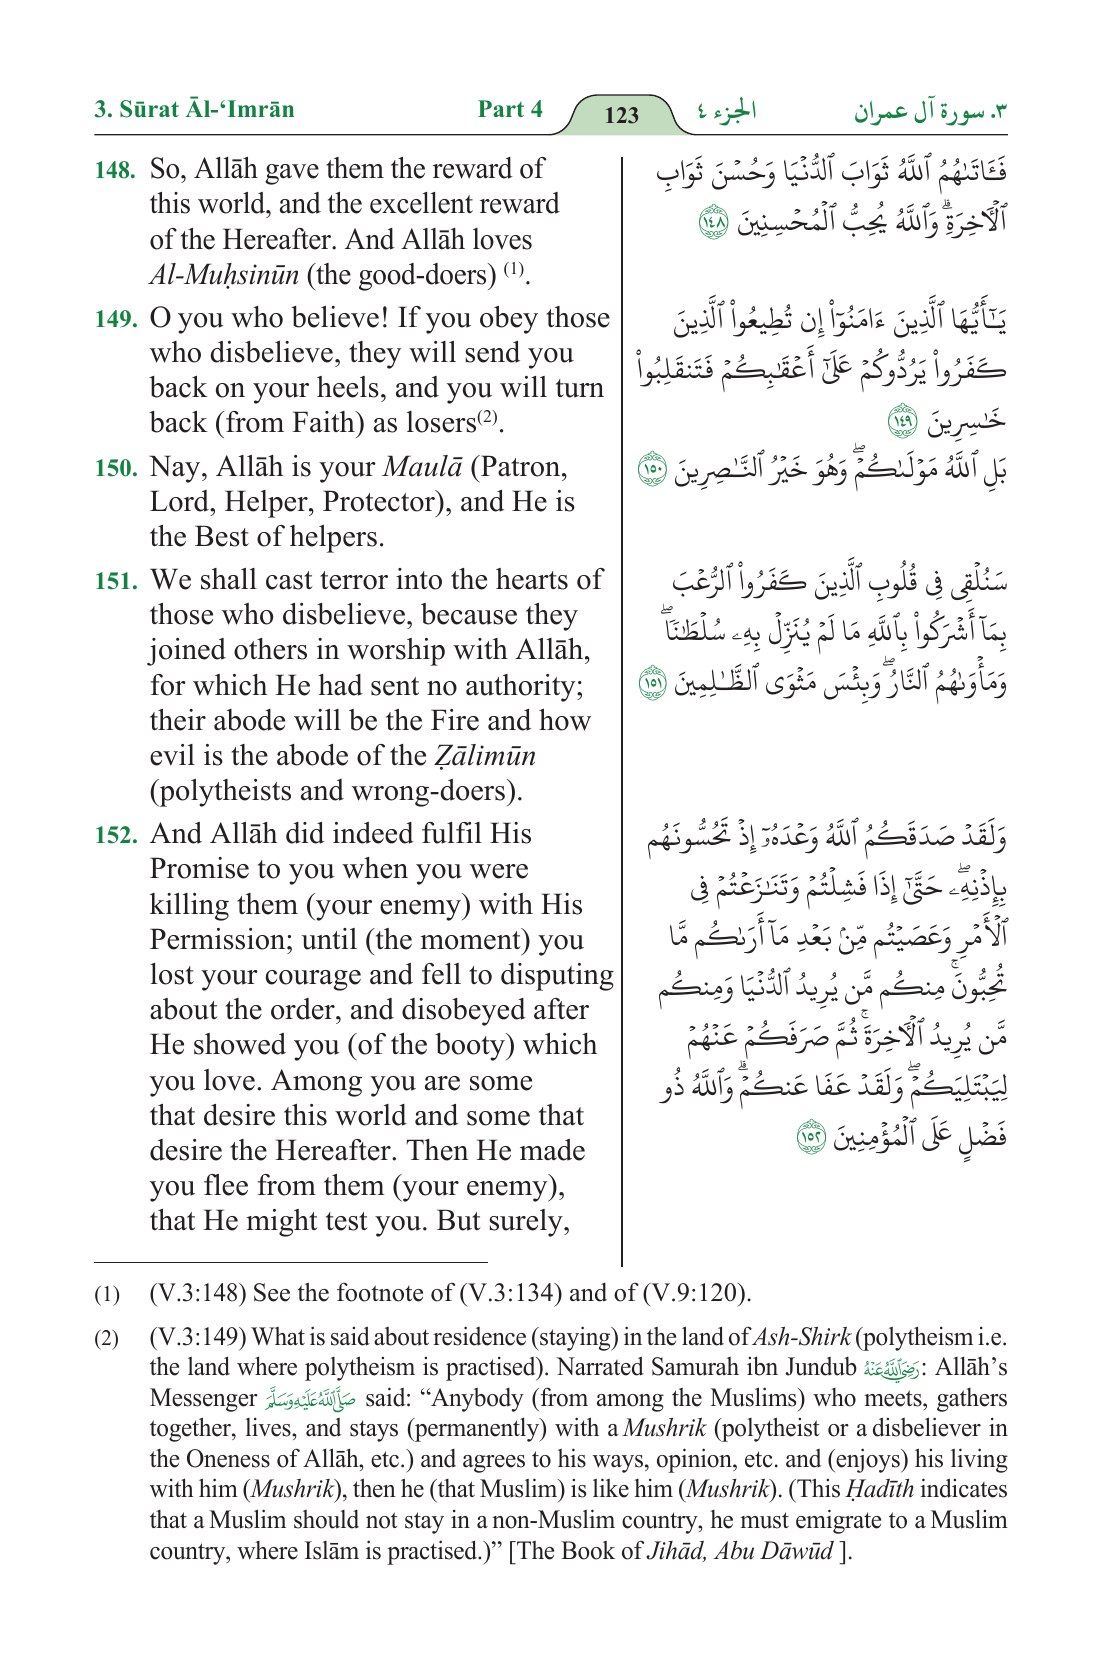 3. Sūrat Āl-‘Imrān Part 4 123 الجزء ٤ ٣. سورة آل عمران
148. So, Allāh gave them the reward of
this world, and the excellent reward
of the Hereafter. And Allāh loves
Al-Muḥsinūn (the good-doers) (1).
149. O you who believe! If you obey those
who disbelieve, they will send you
back on your heels, and you will turn
back (from Faith) as losers(2).
150. Nay, Allāh is your Maulā (Patron,
Lord, Helper, Protector), and He is
the Best of helpers.
151. We shall cast terror into the hearts of
those who disbelieve, because they
joined others in worship with Allāh,
for which He had sent no authority;
their abode will be the Fire and how
evil is the abode of the Ẓālimūn
(polytheists and wrong-doers).
152. And Allāh did indeed fulfil His
Promise to you when you were
killing them (your enemy) with His
Permission; until (the moment) you
lost your courage and fell to disputing
about the order, and disobeyed after
He showed you (of the booty) which
you love. Among you are some
that desire this world and some that
desire the Hereafter. Then He made
you flee from them (your enemy),
that He might test you. But surely,
فَـَٔاتَىٰهُمُ ٱللَّهُ ثَوَابَ ٱلدُّنْيَا وَحُسْنَ ثَوَابِ
ٱلْـَٔاخِرَةِ ۗ وَٱللَّهُ يُحِبُّ ٱلْمُحْسِنِينَ ١٤٨
يَـٰٓأَيُّهَا ٱلَّذِينَ ءَامَنُوٓا۟ إِن تُطِيعُوا۟ ٱلَّذِينَ
كَفَرُوا۟ يَرُدُّوكُمْ عَلَىٰٓ أَعْقَـٰبِكُمْ فَتَنقَلِبُوا۟
خَـٰسِرِينَ ١٤٩
بَلِ ٱللَّهُ مَوْلَىٰكُمْ ۖ وَهُوَ خَيْرُ ٱلنَّـٰصِرِينَ ١٥٠
سَنُلْقِى فِى قُلُوبِ ٱلَّذِينَ كَفَرُوا۟ ٱلرُّعْبَ
بِمَآ أَشْرَكُوا۟ بِٱللَّهِ مَا لَمْ يُنَزِّلْ بِهِۦ سُلْطَـٰنًا ۖ
وَمَأْوَىٰهُمُ ٱلنَّارُ ۖ وَبِئْسَ مَثْوَى ٱلظَّـٰلِمِينَ ١٥١
وَلَقَدْ صَدَقَكُمُ ٱللَّهُ وَعْدَهُۥٓ إِذْ تَحُسُّونَهُم
بِإِذْنِهِۦ ۖ حَتَّىٰٓ إِذَا فَشِلْتُمْ وَتَنَـٰزَعْتُمْ فِى
ٱلْأَمْرِ وَعَصَيْتُم مِّنۢ بَعْدِ مَآ أَرَىٰكُم مَّا
تُحِبُّونَ ۚ مِنكُم مَّن يُرِيدُ ٱلدُّنْيَا وَمِنكُم
مَّن يُرِيدُ ٱلْـَٔاخِرَةَ ۚ ثُمَّ صَرَفَكُمْ عَنْهُمْ
لِيَبْتَلِيَكُمْ ۖ وَلَقَدْ عَفَا عَنكُمْ ۗ وَٱللَّهُ ذُو
فَضْلٍ عَلَى ٱلْمُؤْمِنِينَ ١٥٢
(1) (V.3:148) See the footnote of (V.3:134) and of (V.9:120).
(2) (V.3:149) What is said about residence (staying) in the land of Ash-Shirk (polytheism i.e.
the land where polytheism is practised). Narrated Samurah ibn Jundub رضي الله عنه: Allāh’s
Messenger صلى الله عليه وسلم said: “Anybody (from among the Muslims) who meets, gathers
together, lives, and stays (permanently) with a Mushrik (polytheist or a disbeliever in
the Oneness of Allāh, etc.) and agrees to his ways, opinion, etc. and (enjoys) his living
with him (Mushrik), then he (that Muslim) is like him (Mushrik). (This Ḥadīth indicates
that a Muslim should not stay in a non-Muslim country, he must emigrate to a Muslim
country, where Islām is practised.)” [The Book of Jihād, Abu Dāwūd ].